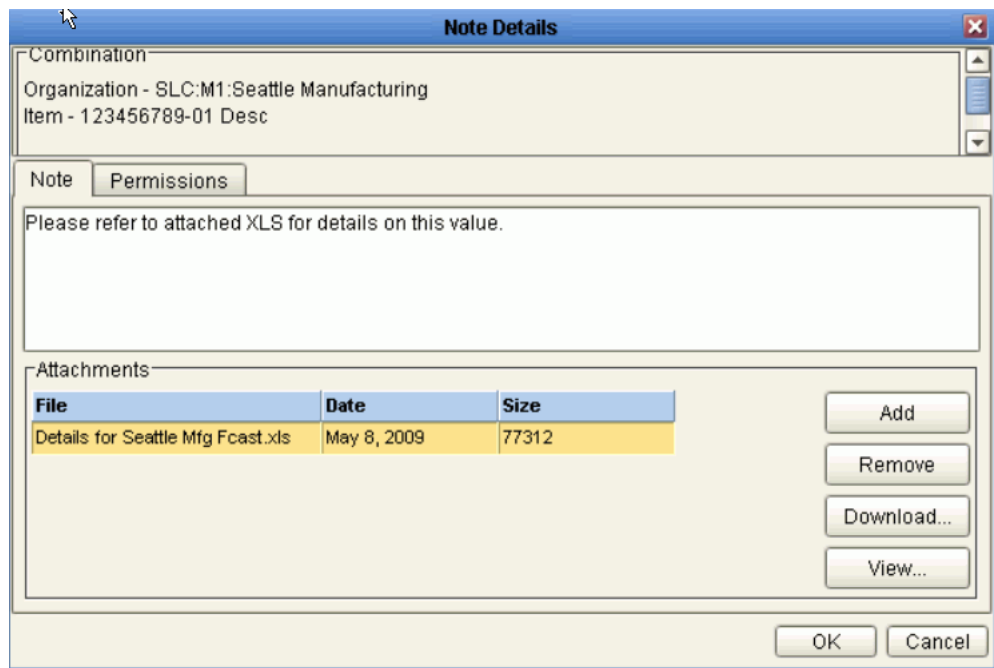 Note Details
Combination
Organization - SLC:M1:Seattle Manufacturing
Item - 123456789-01 Desc
Note Permissions
Please refer to attached XLS for details on this value.
Attachments
File Date Size
Details for Seattle Mfg Fcast.xls May 8, 2009 77312
Add
Remove
Download...
View...
OK Cancel